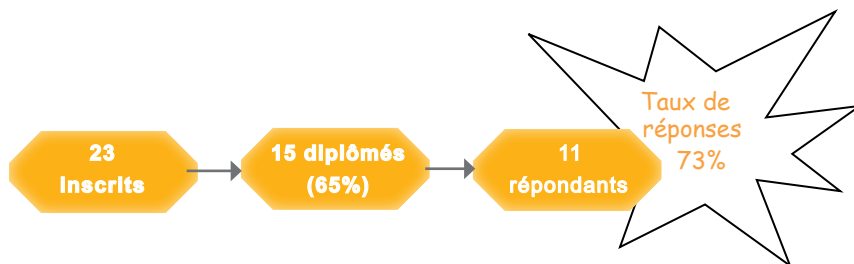 23
inscrits
15 diplômés
(65%)
11
répondants
Taux de
réponses
73%